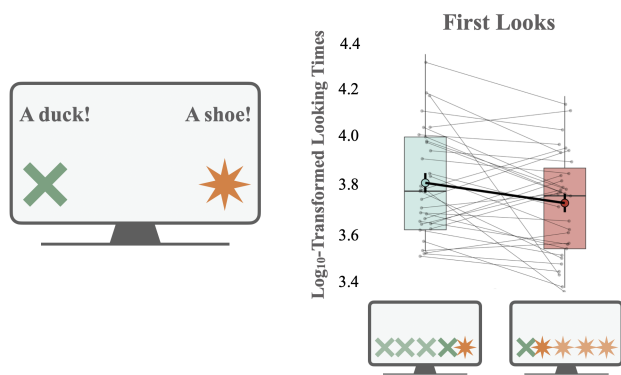 First Looks
A duck!
A shoe!
Log₁₀-Transformed Looking Times
4.4
4.2
4.0
3.8
3.6
3.4